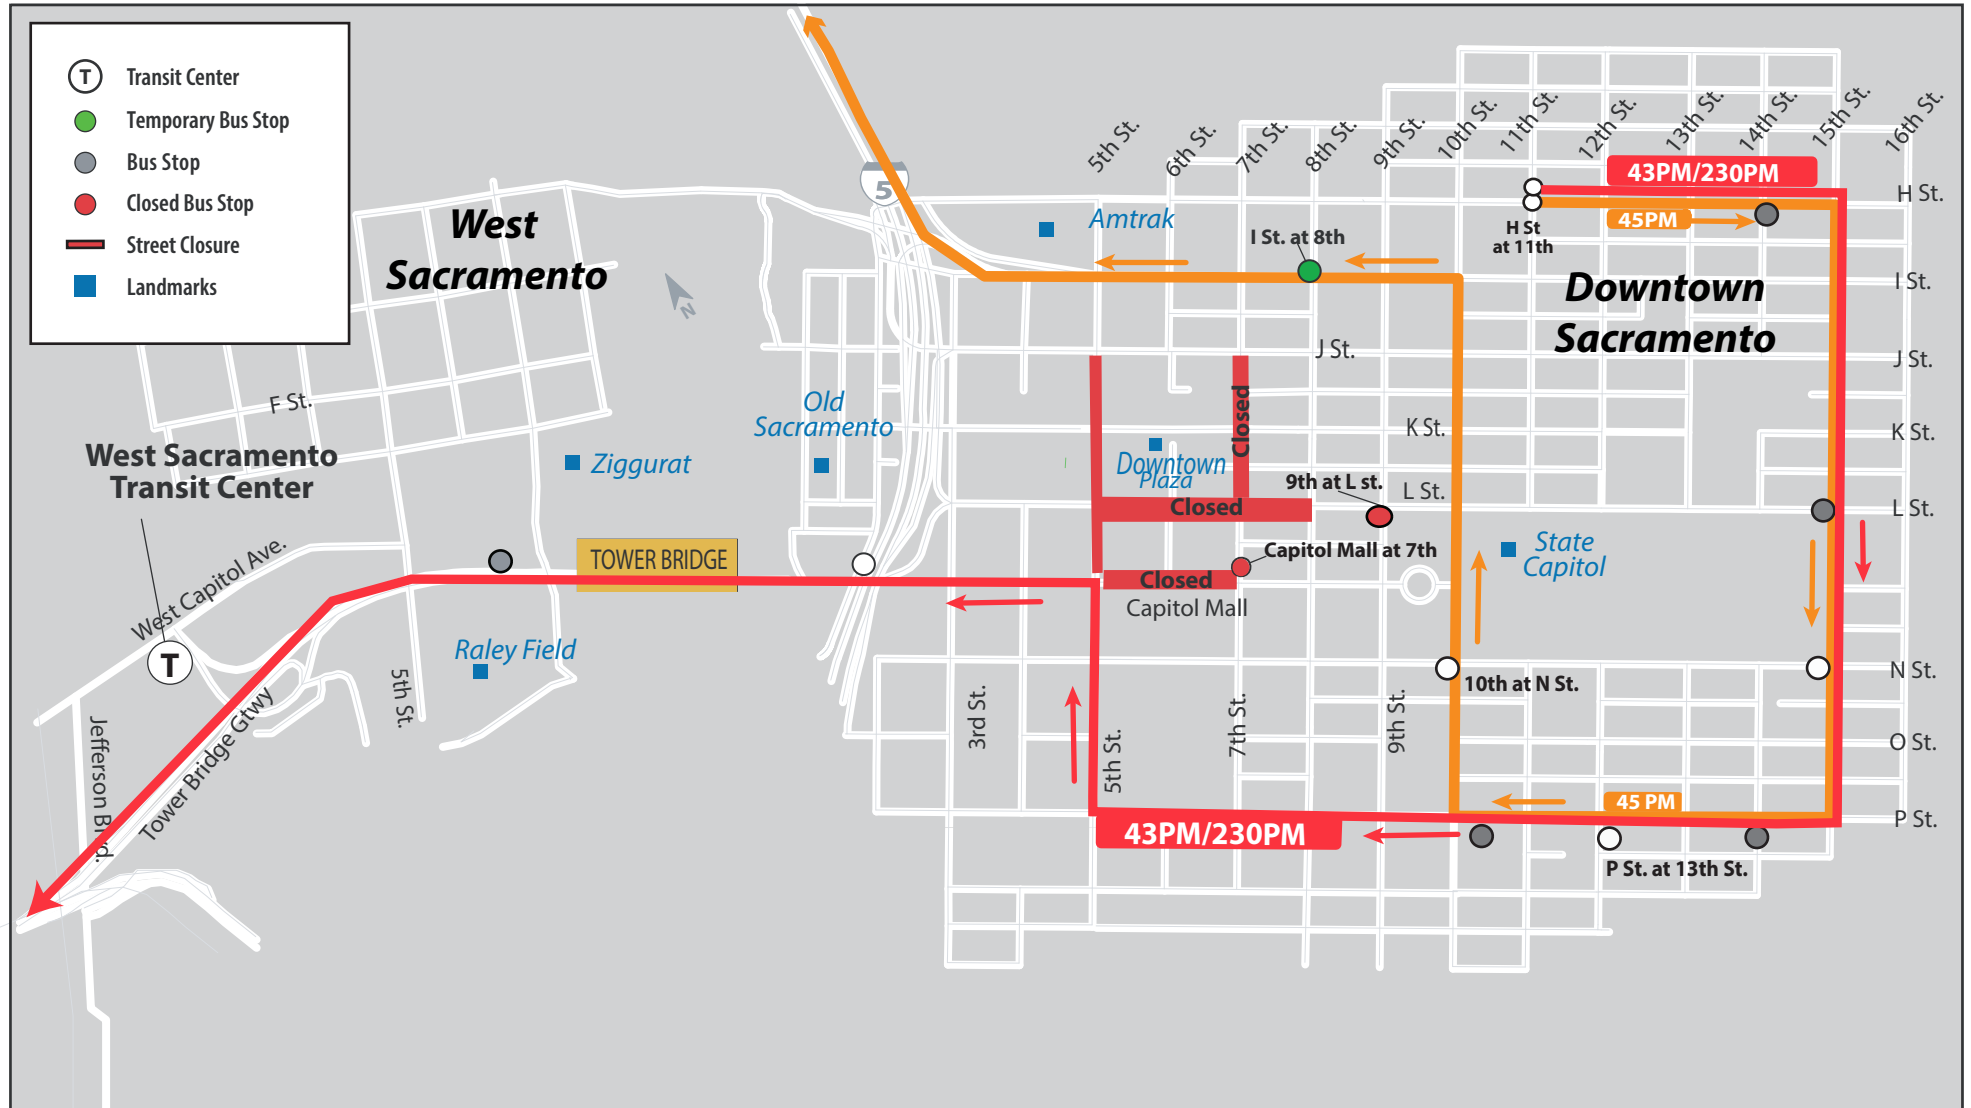 T
Transit Center
Temporary Bus Stop
Bus Stop
Closed Bus Stop
Street Closure
Landmarks
West
Sacramento
N
5
5th St.
6th St.
7th St.
8th St.
9th St.
10th St.
11th St.
12th St.
13th St.
14th St.
15th St.
16th St.
43PM/230PM
45PM
H St.
H St
at 11th
Amtrak
I St. at 8th
I St.
Downtown
Sacramento
J St.
J St.
F St.
Old
Sacramento
Closed
K St.
K St.
West Sacramento
Transit Center
Ziggurat
Downtown
Plaza
9th at L st.
L St.
L St.
Closed
West Capitol Ave.
TOWER BRIDGE
Capitol Mall at 7th
State
Capitol
Closed
Capitol Mall
T
Raley Field
5th St.
10th at N St.
N St.
Jefferson Blvd.
Tower Bridge Gtwy
3rd St.
5th St.
7th St.
9th St.
O St.
45 PM
P St.
43PM/230PM
P St. at 13th St.